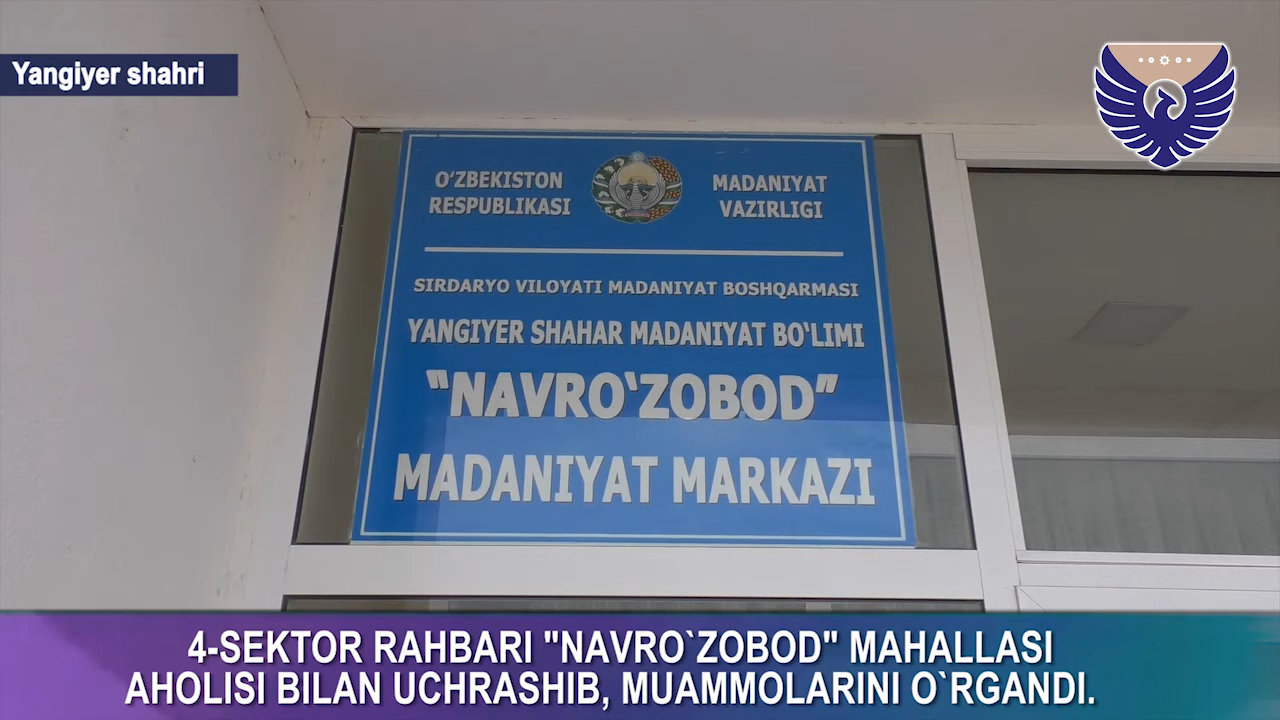 Yangiyer shahri
O‘ZBEKISTON
RESPUBLIKASI
MADANIYAT
VAZIRLIGI
SIRDARYO VILOYATI MADANIYAT BOSHQARMASI
YANGIYER SHAHAR MADANIYAT BO‘LIMI
"NAVRO‘ZOBOD"
MADANIYAT MARKAZI
4-SEKTOR RAHBARI "NAVRO`ZOBOD" MAHALLASI
AHOLISI BILAN UCHRASHIB, MUAMMOLARINI O`RGANDI.